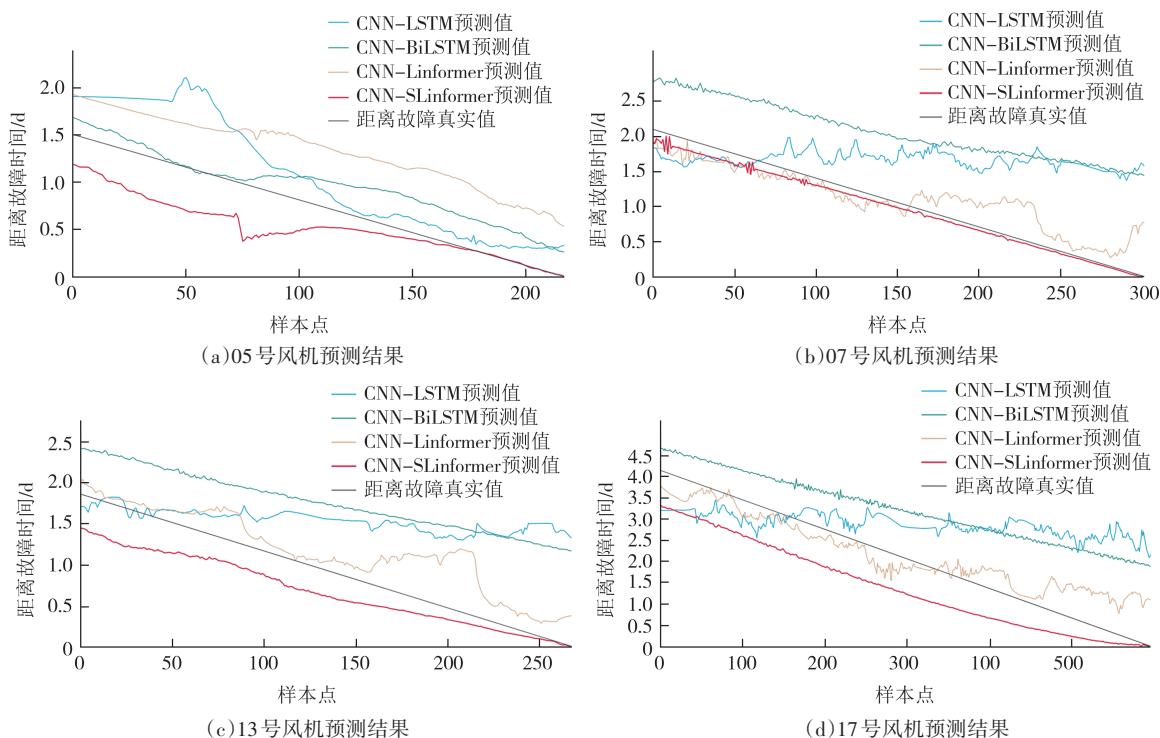 CNN-LSTM预测值
CNN-BiLSTM预测值
CNN-Linformer预测值
CNN-SLinformer预测值
距离故障真实值
距离故障时间/d
2.0
1.5
1.0
0.5
0
0 50 100 150 200
样本点
(a)05号风机预测结果
CNN-LSTM预测值
CNN-BiLSTM预测值
CNN-Linformer预测值
CNN-SLinformer预测值
距离故障真实值
距离故障时间/d
2.5
2.0
1.5
1.0
0.5
0
0 50 60 150 200 250 300
样本点
(b)07号风机预测结果
CNN-LSTM预测值
CNN-BiLSTM预测值
CNN-Linformer预测值
CNN-SLinformer预测值
距离故障真实值
距离故障时间/d
2.5
2.0
1.5
1.0
0.5
0
0 50 100 150 200 250
样本点
(c)13号风机预测结果
CNN-LSTM预测值
CNN-BiLSTM预测值
CNN-Linformer预测值
CNN-SLinformer预测值
距离故障真实值
距离故障时间/d
4.5
4.0
3.5
3.0
2.5
2.0
1.5
1.0
0.5
0
0 100 200 300 100 500
样本点
(d)17号风机预测结果